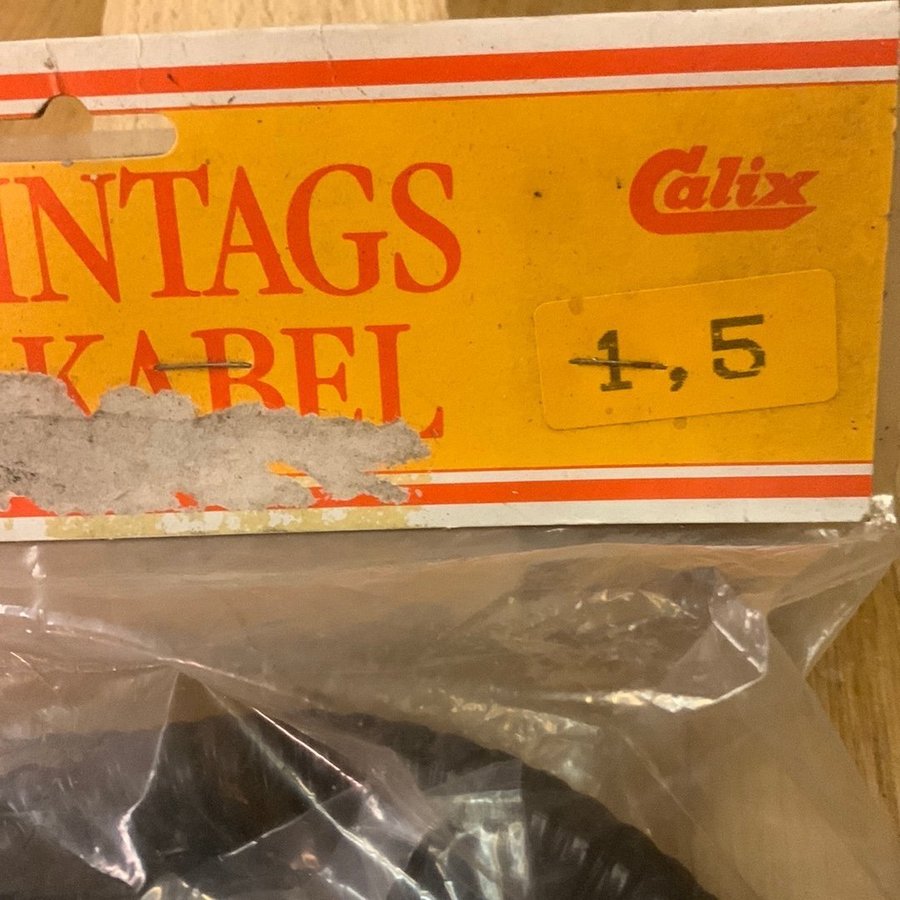 INTAGS
Calix
KABEL
1,5